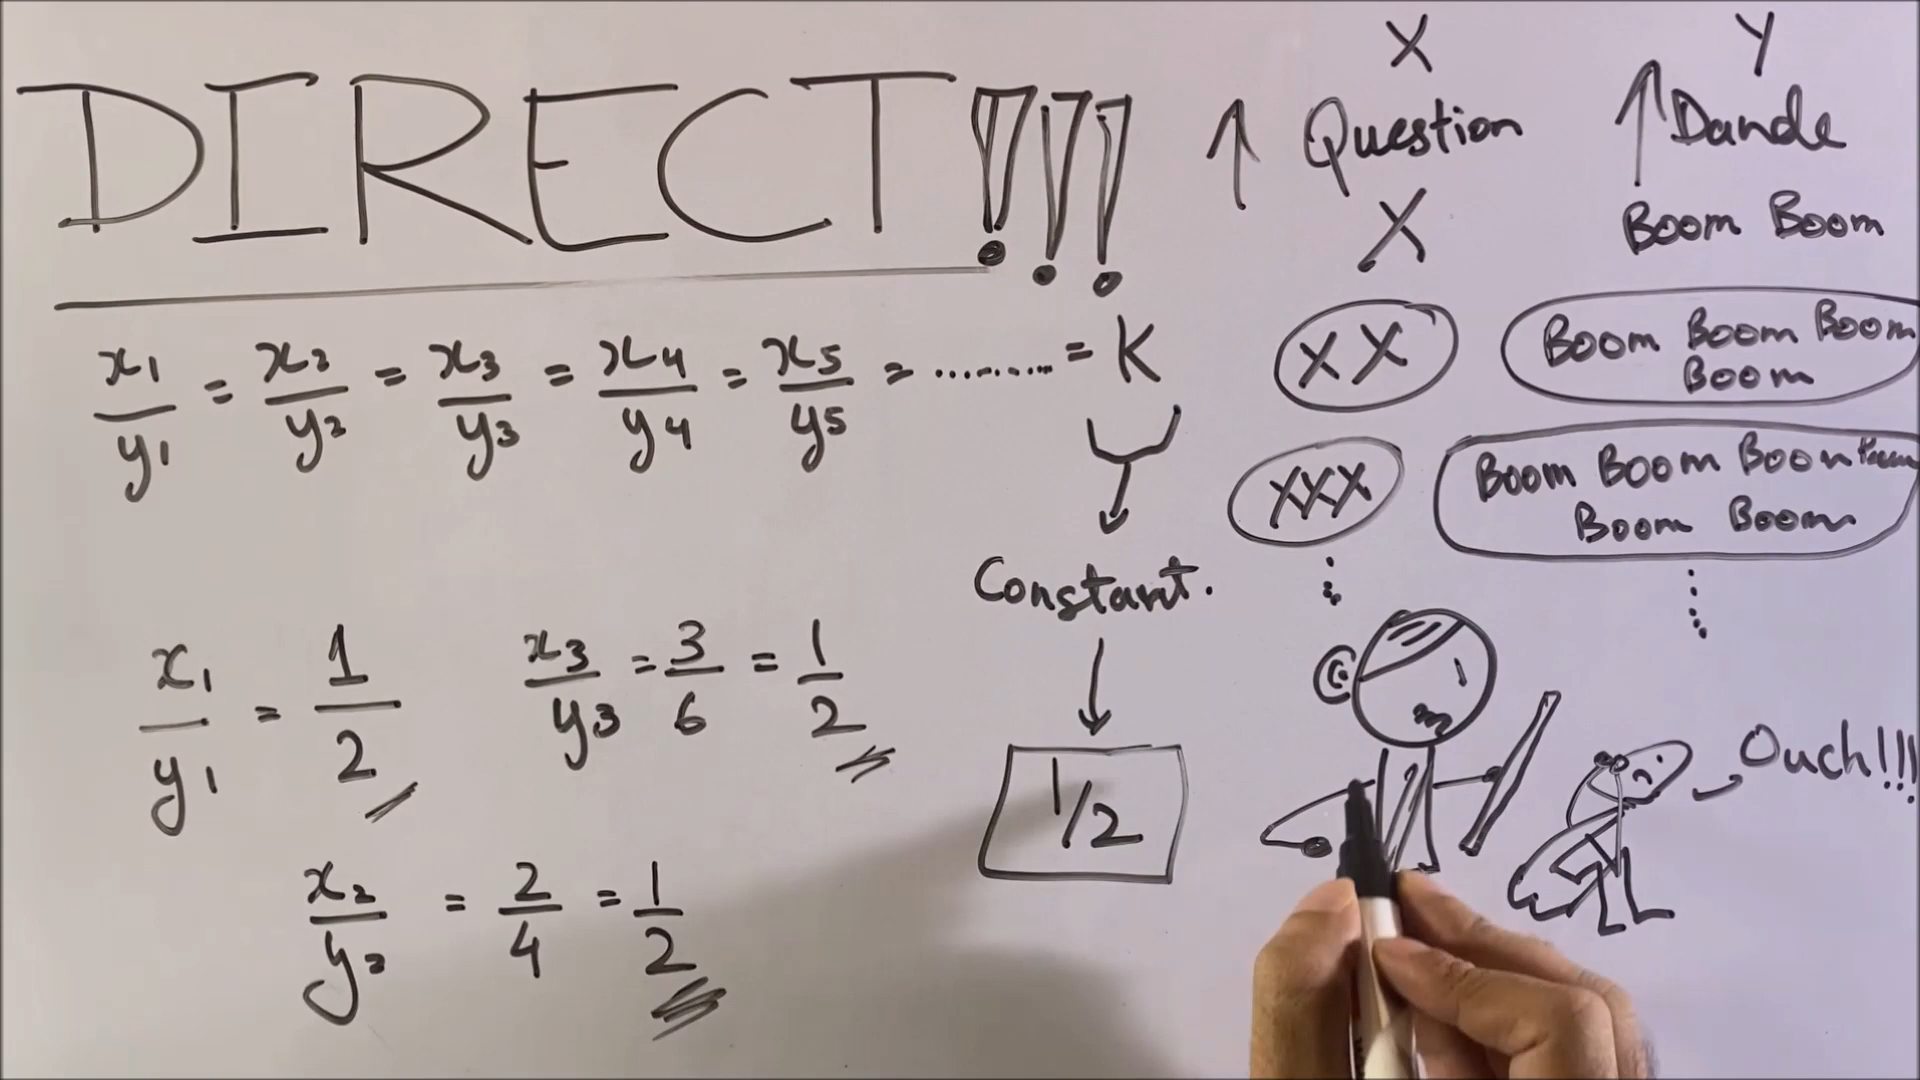 DIRECT!!!
x1/y1 = x2/y2 = x3/y3 = x4/y4 = x5/y5 = .......... = K
Constant.
1/2
x1/y1 = 1/2
x3/y3 = 3/6 = 1/2
x2/y2 = 2/4 = 1/2
X Y
↑ Question ↑ Dande
X Boom Boom
XX Boom Boom Boom
Boom
XXX Boom Boom Boom Boom
Boom Boom
Ouch!!!